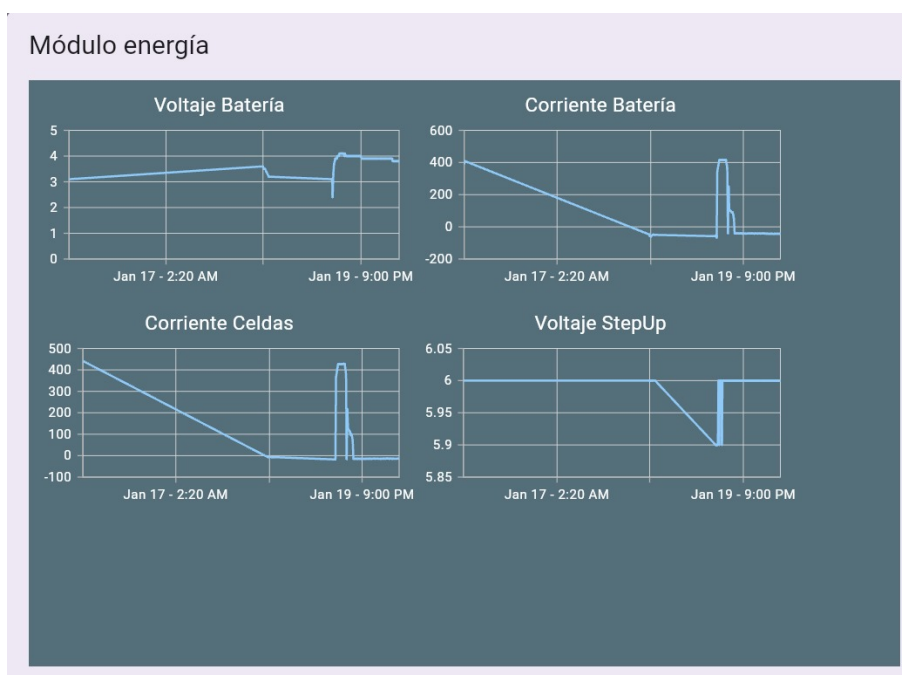 Módulo energía
Voltaje Batería
5
4
3
2
1
0
Jan 17 - 2:20 AM
Jan 19 - 9:00 PM
Corriente Batería
600
400
200
0
-200
Jan 17 - 2:20 AM
Jan 19 - 9:00 PM
Corriente Celdas
500
400
300
200
100
0
-100
Jan 17 - 2:20 AM
Jan 19 - 9:00 PM
Voltaje StepUp
6.05
6
5.95
5.9
5.85
Jan 17 - 2:20 AM
Jan 19 - 9:00 PM